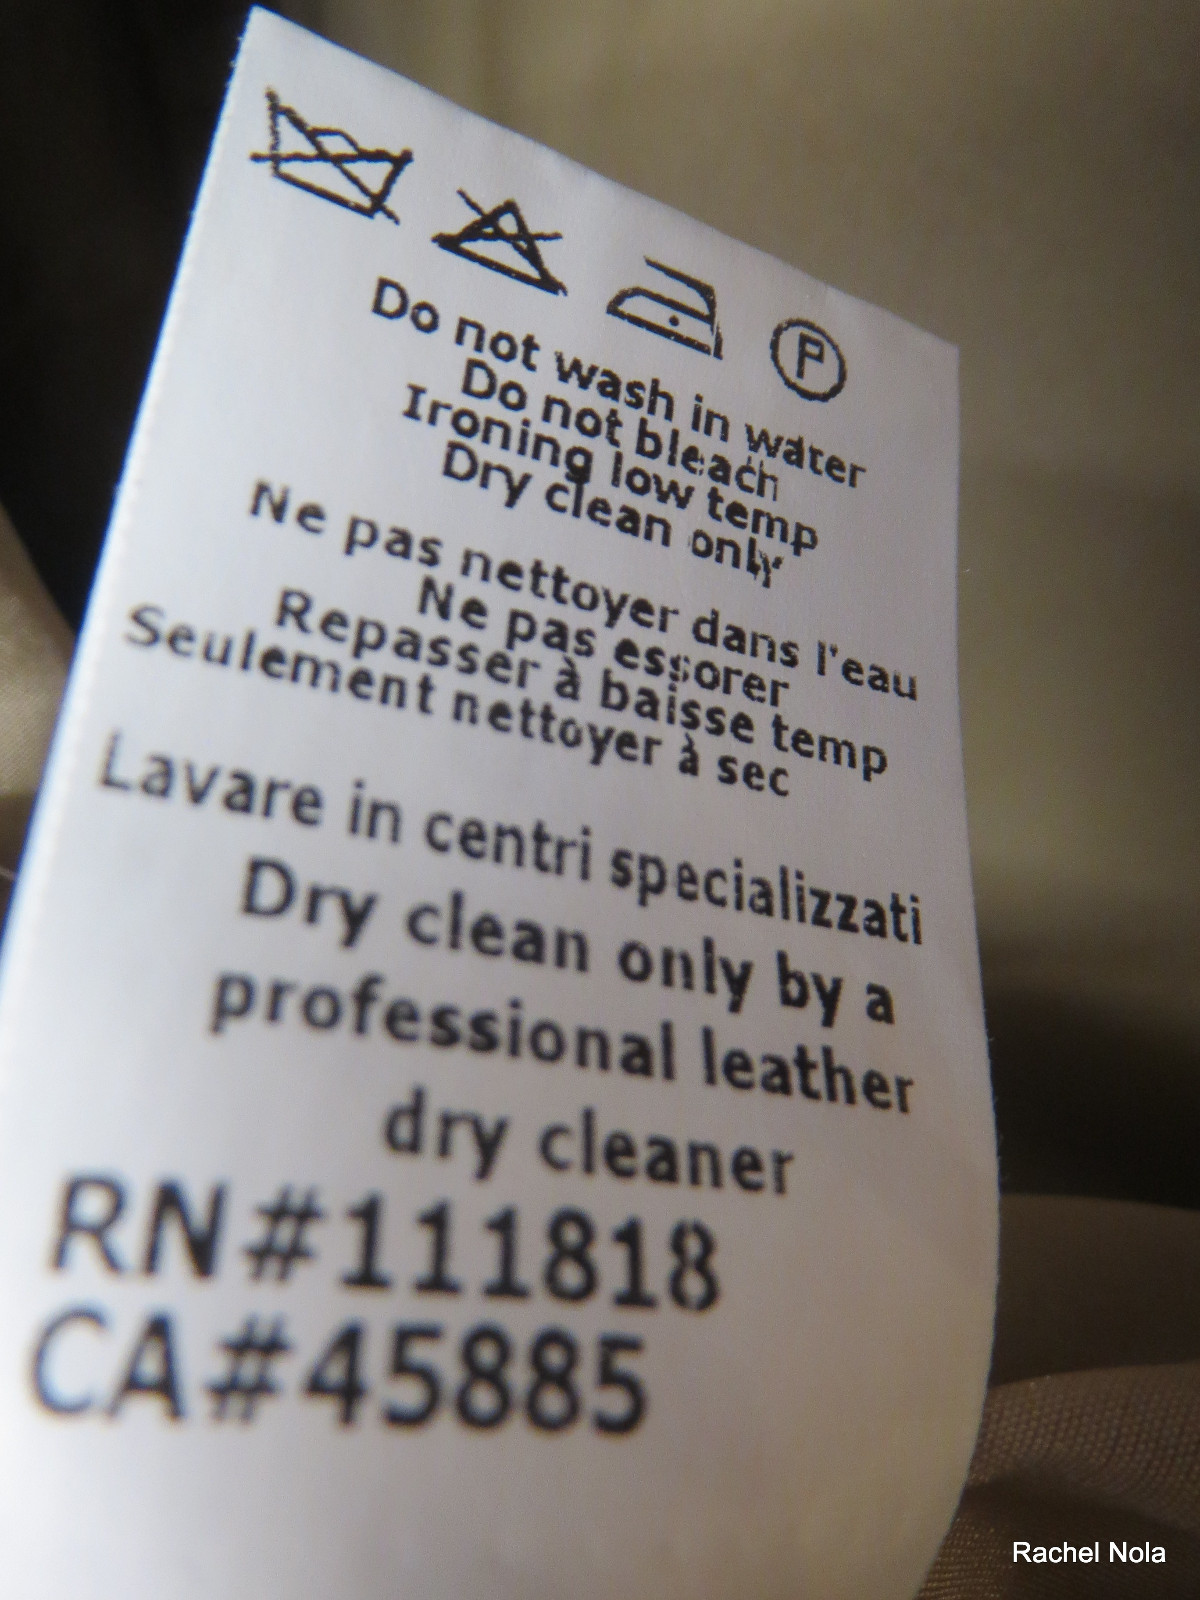 P
Do not wash in water
Do not bleach
Ironing low temp
Dry clean only
Ne pas nettoyer dans l'eau
Ne pas essorer
Repasser à baisse temp
Seulement nettoyer à sec
Lavare in centri specializzati
Dry clean only by a
professional leather
dry cleaner
RN#111818
CA#45885
Rachel Nola